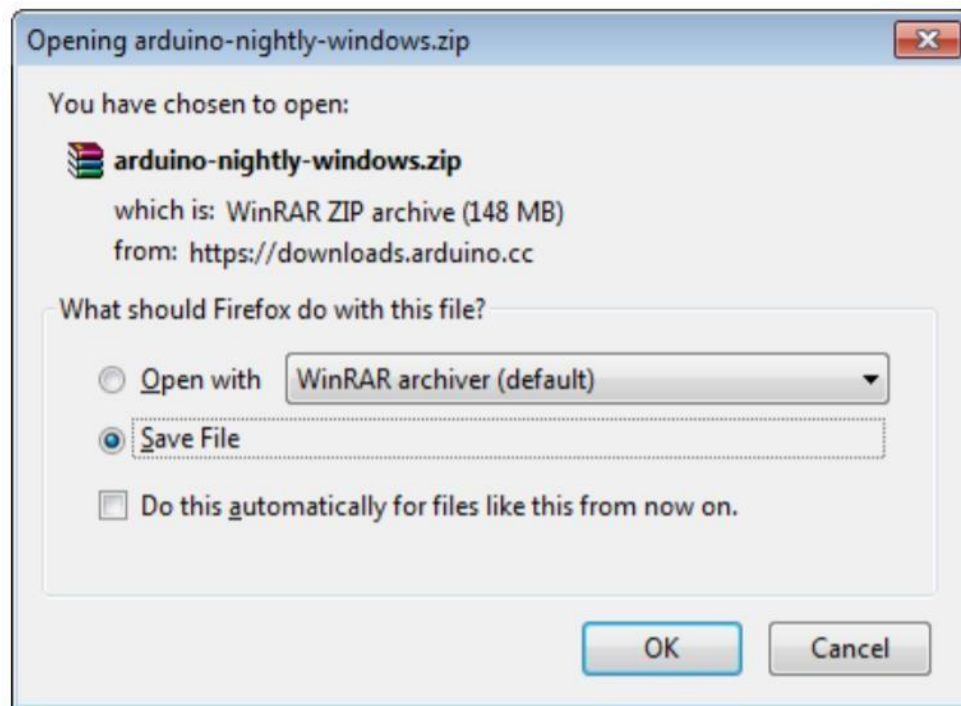 Opening arduino-nightly-windows.zip
You have chosen to open:
arduino-nightly-windows.zip
which is: WinRAR ZIP archive (148 MB)
from: https://downloads.arduino.cc
What should Firefox do with this file?
Open with WinRAR archiver (default)
Save File
Do this automatically for files like this from now on.
OK Cancel